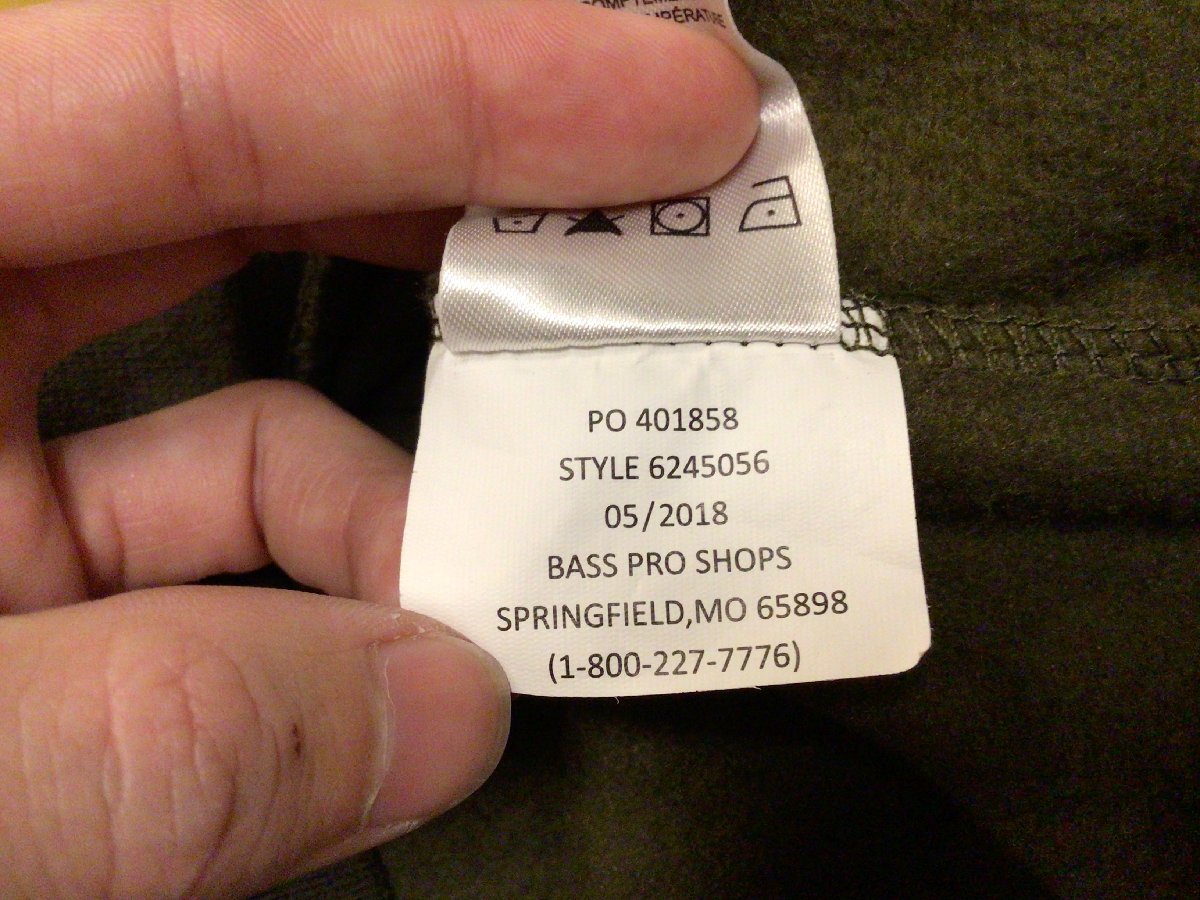 PO 401858
STYLE 6245056
05/2018
BASS PRO SHOPS
SPRINGFIELD,MO 65898
(1-800-227-7776)